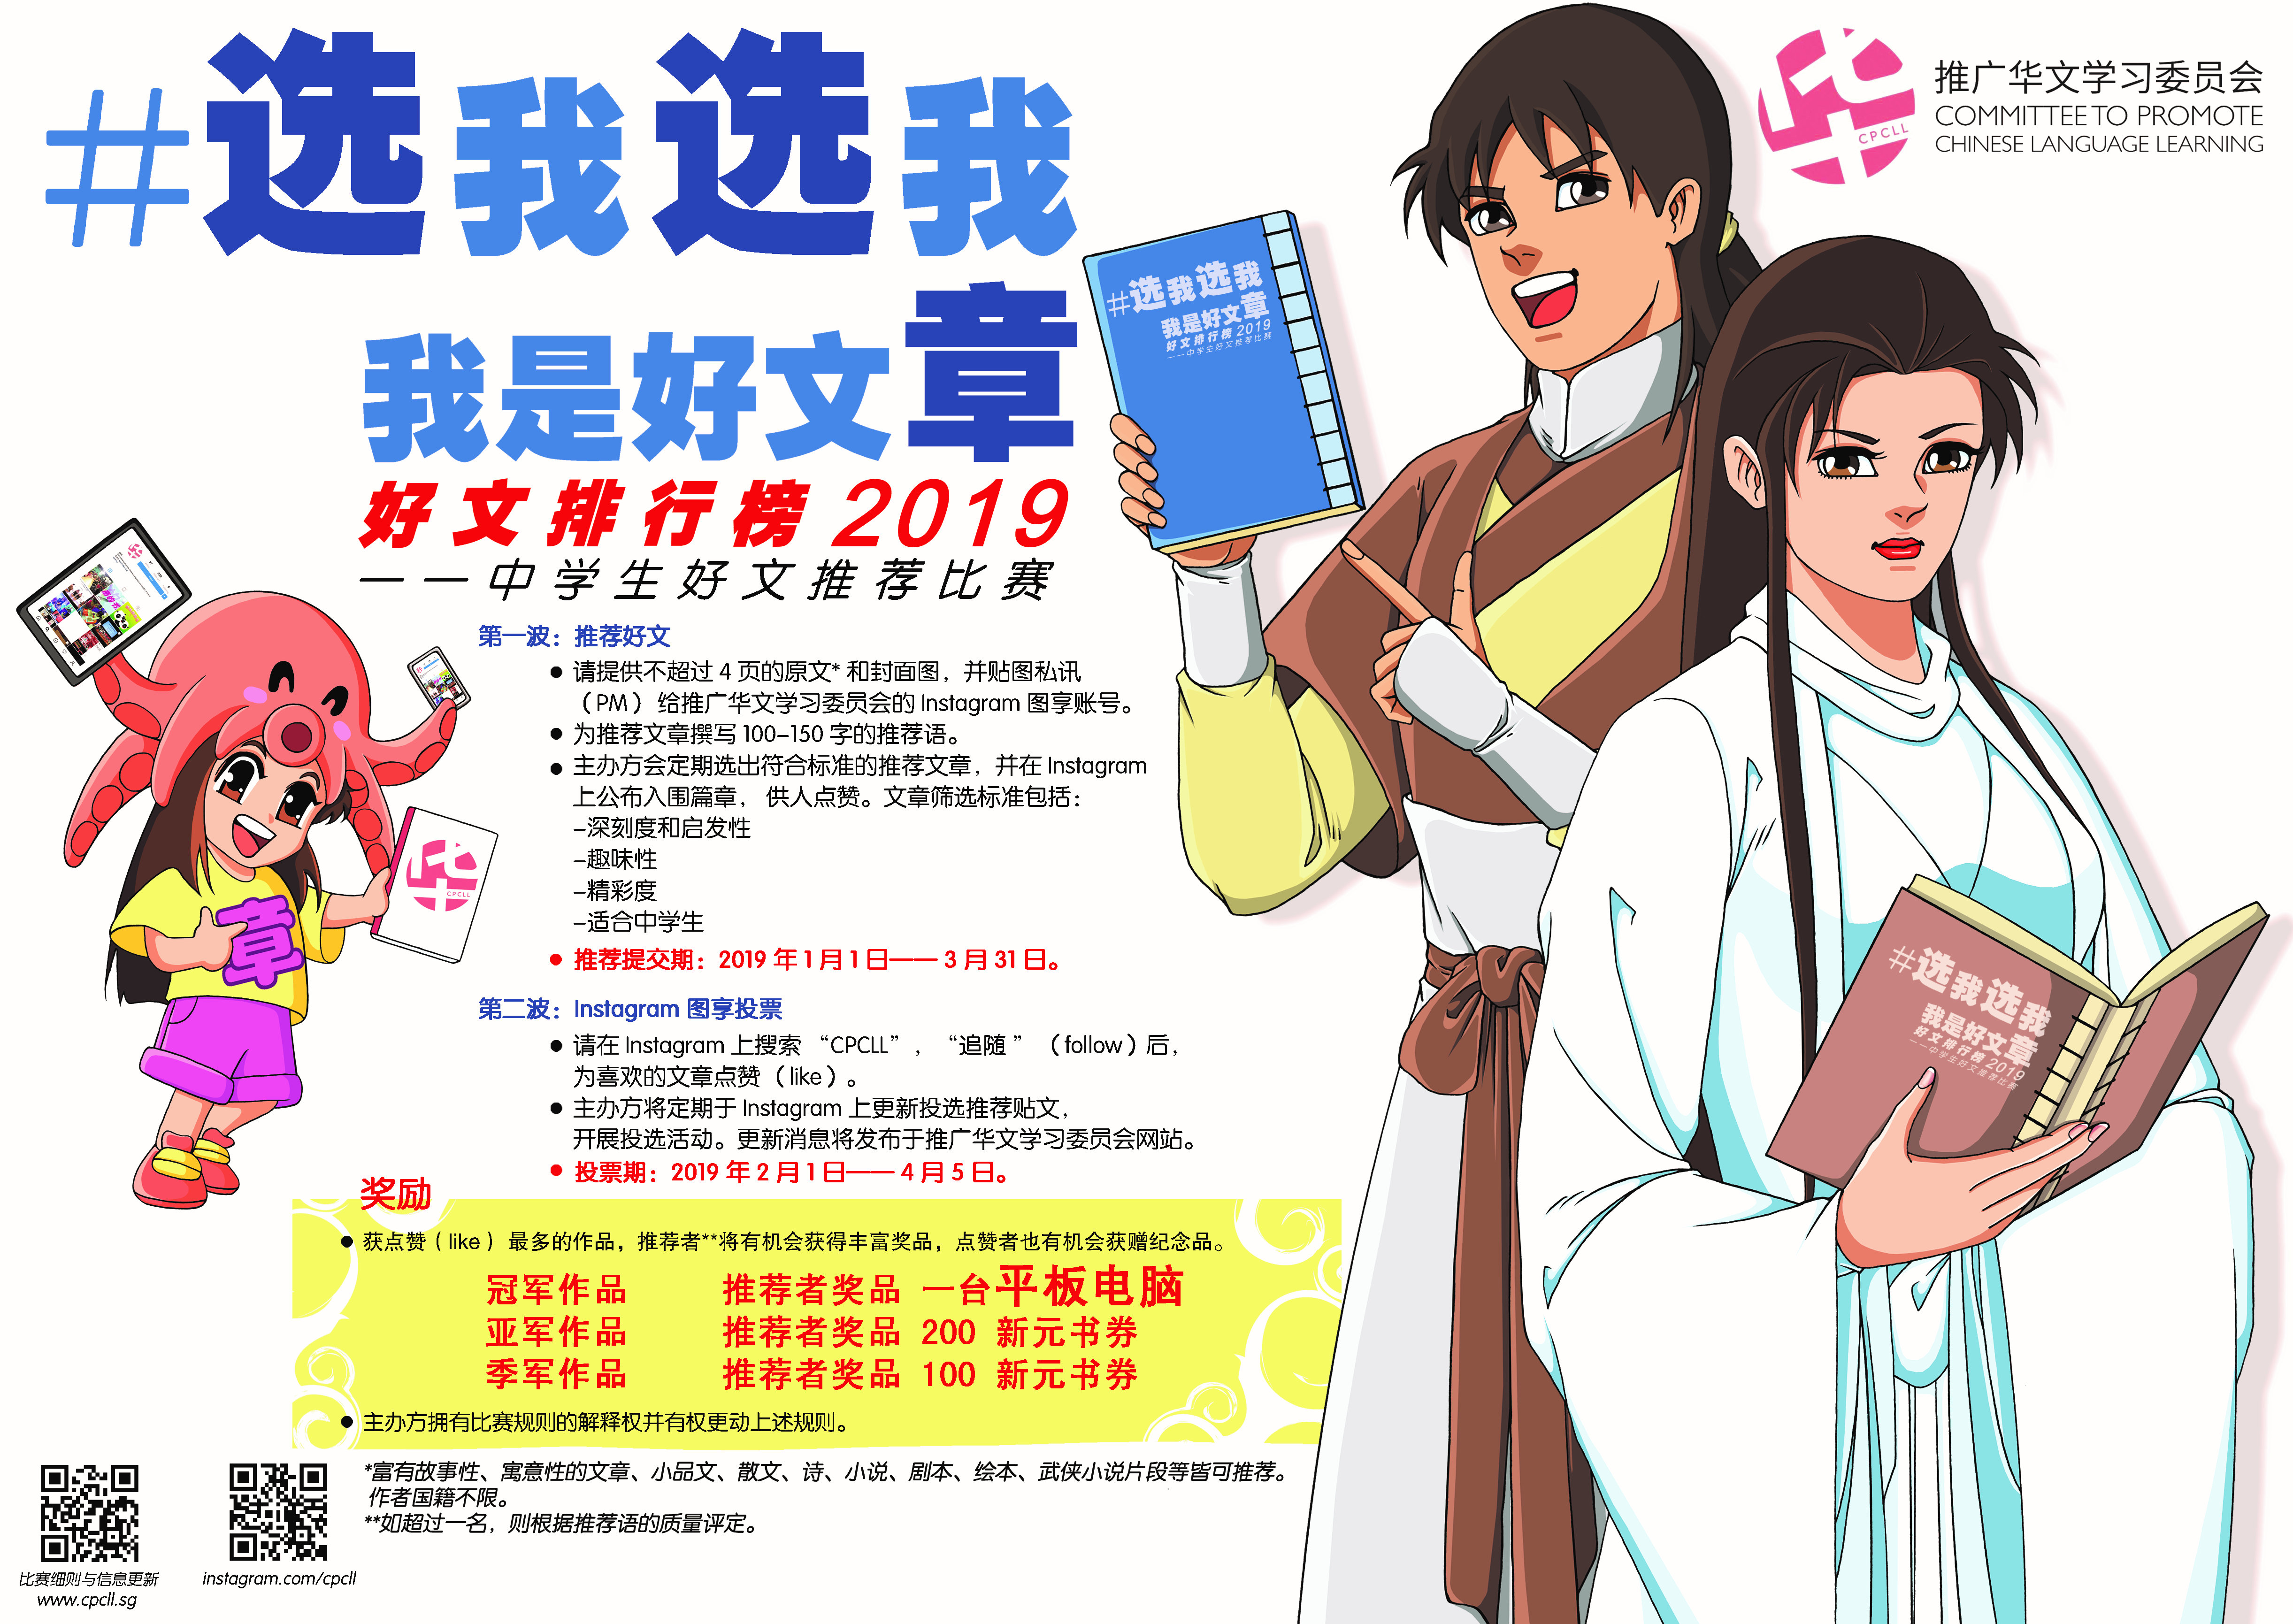 #选我选我
我是好文章
好文排行榜 2019
——中学生好文推荐比赛
推广华文学习委员会
COMMITTEE TO PROMOTE
CHINESE LANGUAGE LEARNING
CPCLL
#选我选我
我是好文章
好文排行榜 2019
——中学生好文推荐比赛
第一波：推荐好文
● 请提供不超过 4 页的原文* 和封面图，并贴图私讯
（PM） 给推广华文学习委员会的 Instagram 图享账号。
● 为推荐文章撰写 100–150 字的推荐语。
● 主办方会定期选出符合标准的推荐文章，并在 Instagram
上公布入围篇章， 供人点赞。文章筛选标准包括：
–深刻度和启发性
–趣味性
–精彩度
–适合中学生
● 推荐提交期：2019 年 1 月 1 日—— 3 月 31 日。
第二波：Instagram 图享投票
● 请在 Instagram 上搜索 “CPCLL”，“追随 ” （follow）后，
为喜欢的文章点赞（like）。
● 主办方将定期于 Instagram 上更新投选推荐贴文，
开展投选活动。更新消息将发布于推广华文学习委员会网站。
● 投票期：2019 年 2 月 1 日—— 4 月 5 日。
章
CPCLL
#选我选我
我是好文章
好文排行榜 2019
——中学生好文推荐比赛
奖励
● 获点赞（like） 最多的作品，推荐者**将有机会获得丰富奖品，点赞者也有机会获赠纪念品。
冠军作品 推荐者奖品 一台平板电脑
亚军作品 推荐者奖品 200 新元书券
季军作品 推荐者奖品 100 新元书券
● 主办方拥有比赛规则的解释权并有权更动上述规则。
*富有故事性、寓意性的文章、小品文、散文、诗、小说、剧本、绘本、武侠小说片段等皆可推荐。
作者国籍不限。
**如超过一名，则根据推荐语的质量评定。
比赛细则与信息更新
www.cpcll.sg
instagram.com/cpcll